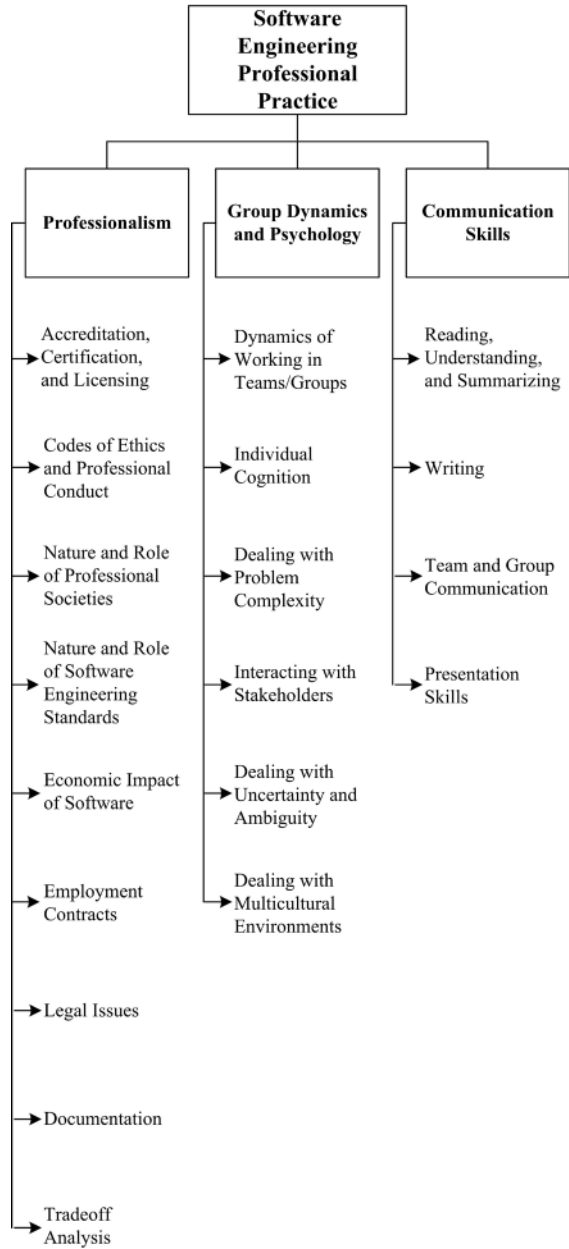 Software
Engineering
Professional
Practice
Professionalism
Accreditation,
Certification,
and Licensing
Codes of Ethics
and Professional
Conduct
Nature and Role
of Professional
Societies
Nature and Role
of Software
Engineering
Standards
Economic Impact
of Software
Employment
Contracts
Legal Issues
Documentation
Tradeoff
Analysis
Group Dynamics
and Psychology
Dynamics of
Working in
Teams/Groups
Individual
Cognition
Dealing with
Problem
Complexity
Interacting with
Stakeholders
Dealing with
Uncertainty and
Ambiguity
Dealing with
Multicultural
Environments
Communication
Skills
Reading,
Understanding,
and Summarizing
Writing
Team and Group
Communication
Presentation
Skills